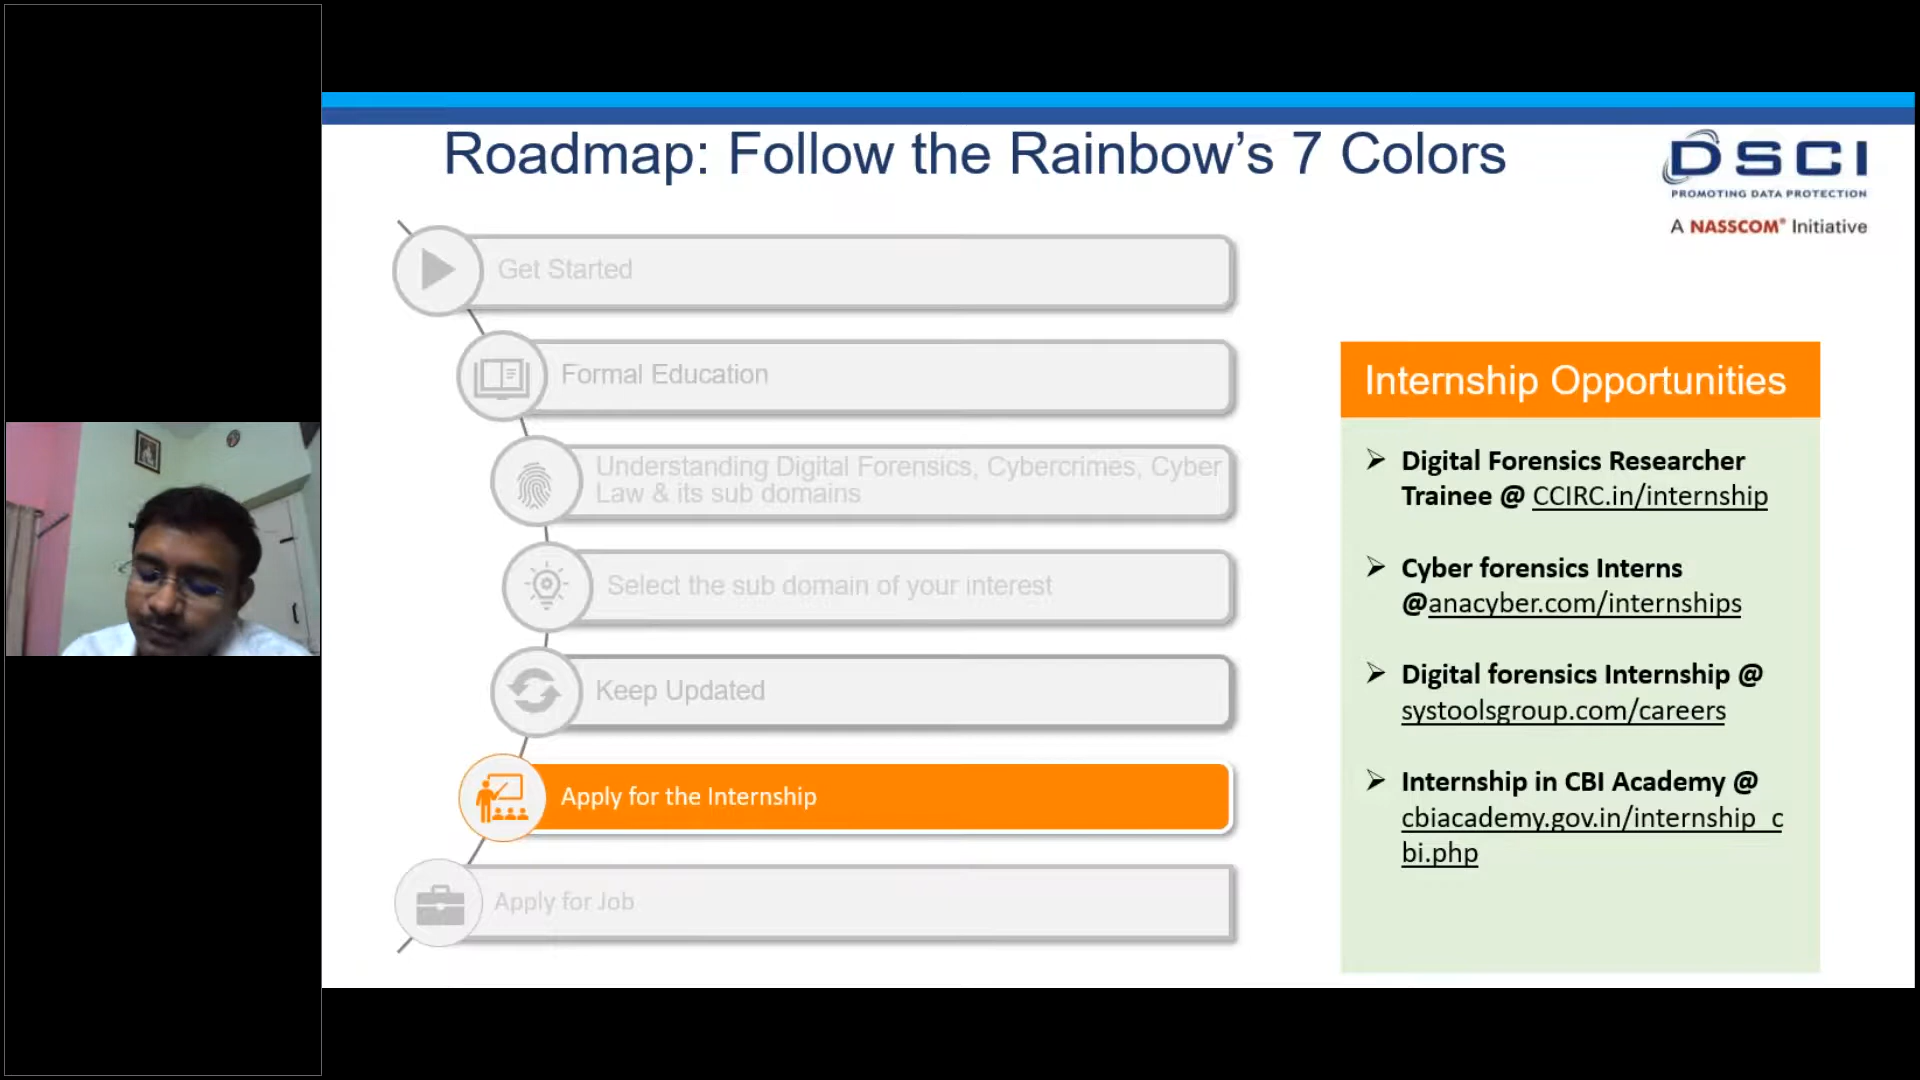 Roadmap: Follow the Rainbow’s 7 Colors
DSCI
PROMOTING DATA PROTECTION
A NASSCOM® Initiative
Get Started
Formal Education
Understanding Digital Forensics, Cybercrimes, Cyber
Law & its sub domains
Select the sub domain of your interest
Keep Updated
Apply for the Internship
Apply for Job
Internship Opportunities
➢ Digital Forensics Researcher
Trainee @ CCIRC.in/internship
➢ Cyber forensics Interns
@anacyber.com/internships
➢ Digital forensics Internship @
systoolsgroup.com/careers
➢ Internship in CBI Academy @
cbiacademy.gov.in/internship_c
bi.php